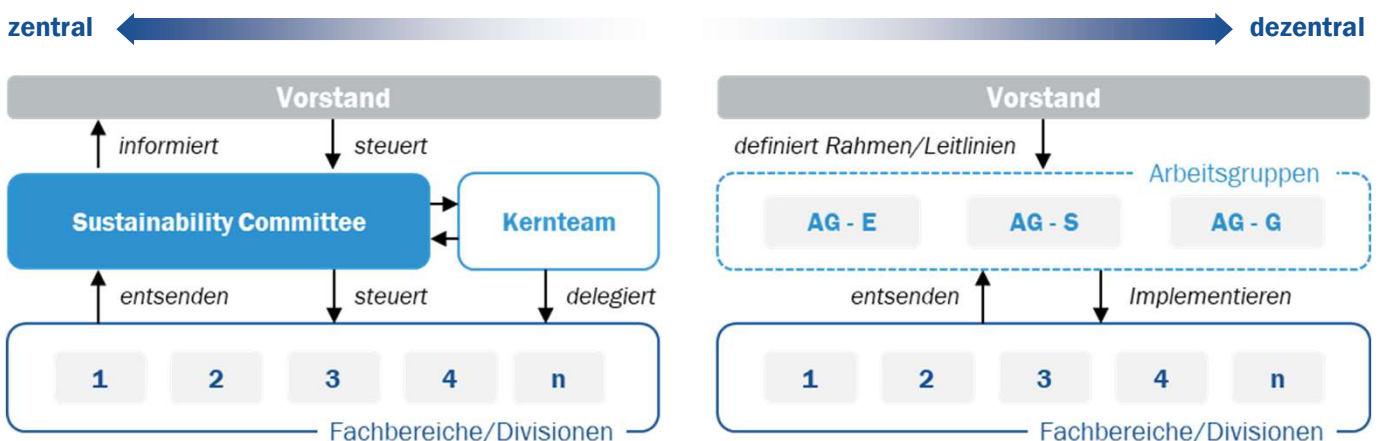 zentral
dezentral
Vorstand
informiert
steuert
Sustainability Committee
Kernteam
entsenden
steuert
delegiert
1 2 3 4 n
Fachbereiche/Divisionen
Vorstand
definiert Rahmen/Leitlinien
Arbeitsgruppen
AG - E AG - S AG - G
entsenden
Implementieren
1 2 3 4 n
Fachbereiche/Divisionen